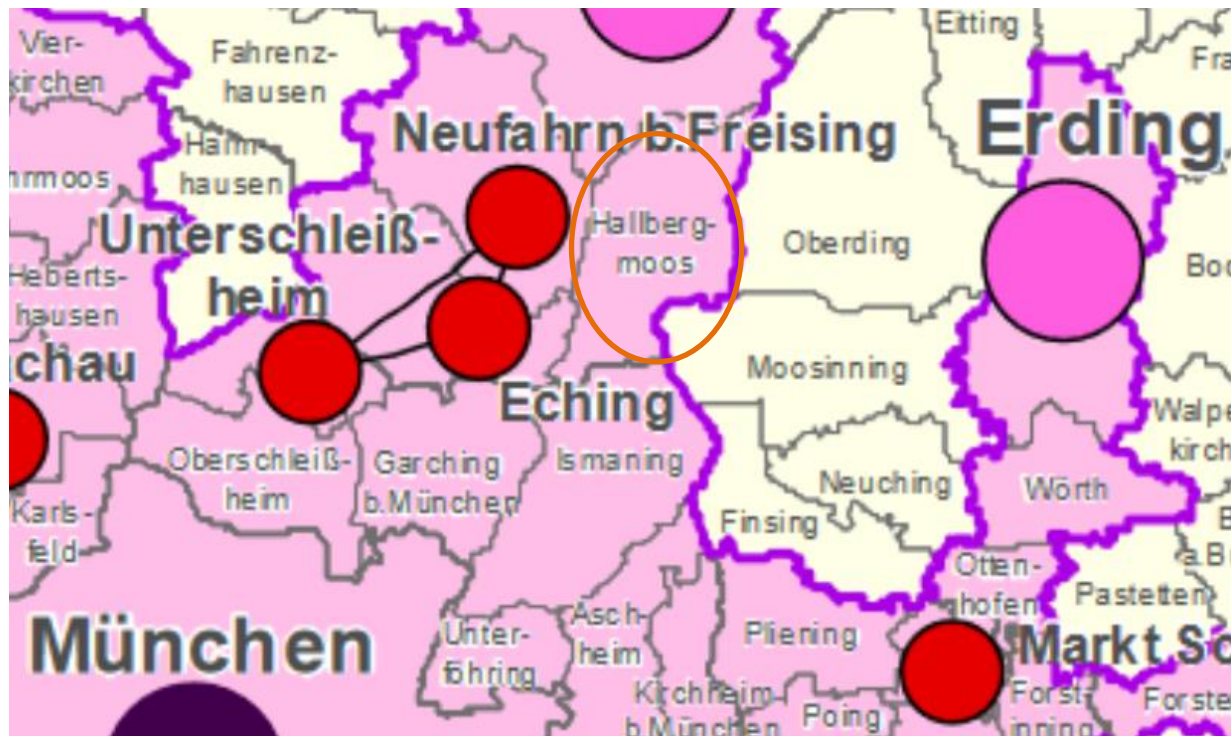 Vier-
kirchen
Fahrenz-
hausen
Eitting
Fra
Neufahrn b.Freising
Erding
Haim-
hausen
hrmoos
Unterschleiß-
heim
Hallberg-
moos
Oberding
Heberts-
hausen
Boc
chau
Moosinning
Eching
Walpe
kirch
Oberschleiß-
heim
Garching
b.München
Ismaning
Neuching
Wörth
Karls-
feld
Finsing
Otten-
hofen
Pastetten
München
Unter-
föhring
Asch-
heim
Pliening
Markt Sc
Kirchheim
b.München
Poing
Forst-
inning
Forste